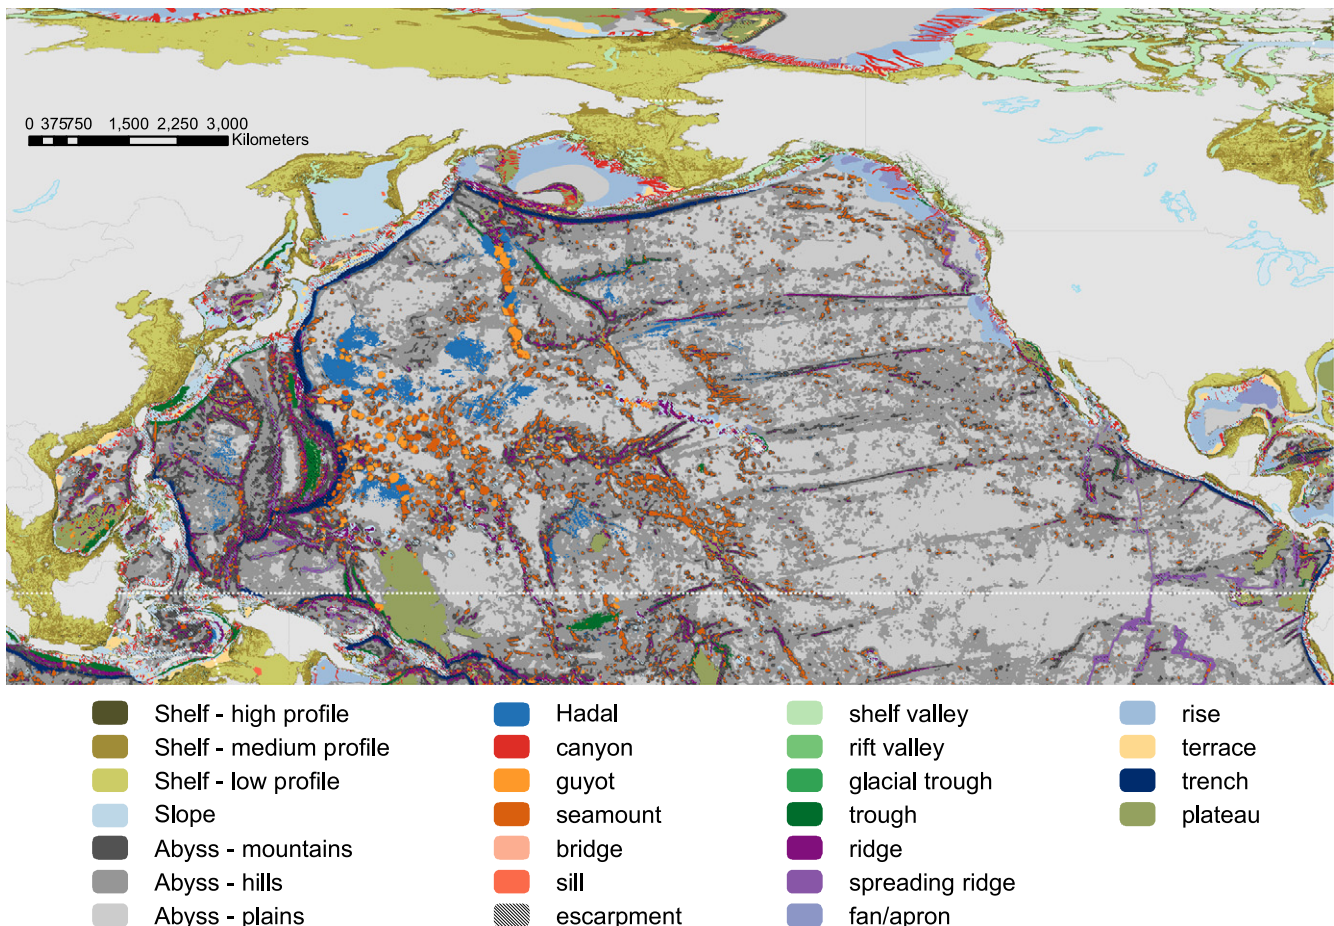 0 375750 1,500 2,250 3,000
Kilometers
Shelf - high profile
Shelf - medium profile
Shelf - low profile
Slope
Abyss - mountains
Abyss - hills
Abyss - plains
Hadal
canyon
guyot
seamount
bridge
sill
escarpment
shelf valley
rift valley
glacial trough
trough
ridge
spreading ridge
fan/apron
rise
terrace
trench
plateau